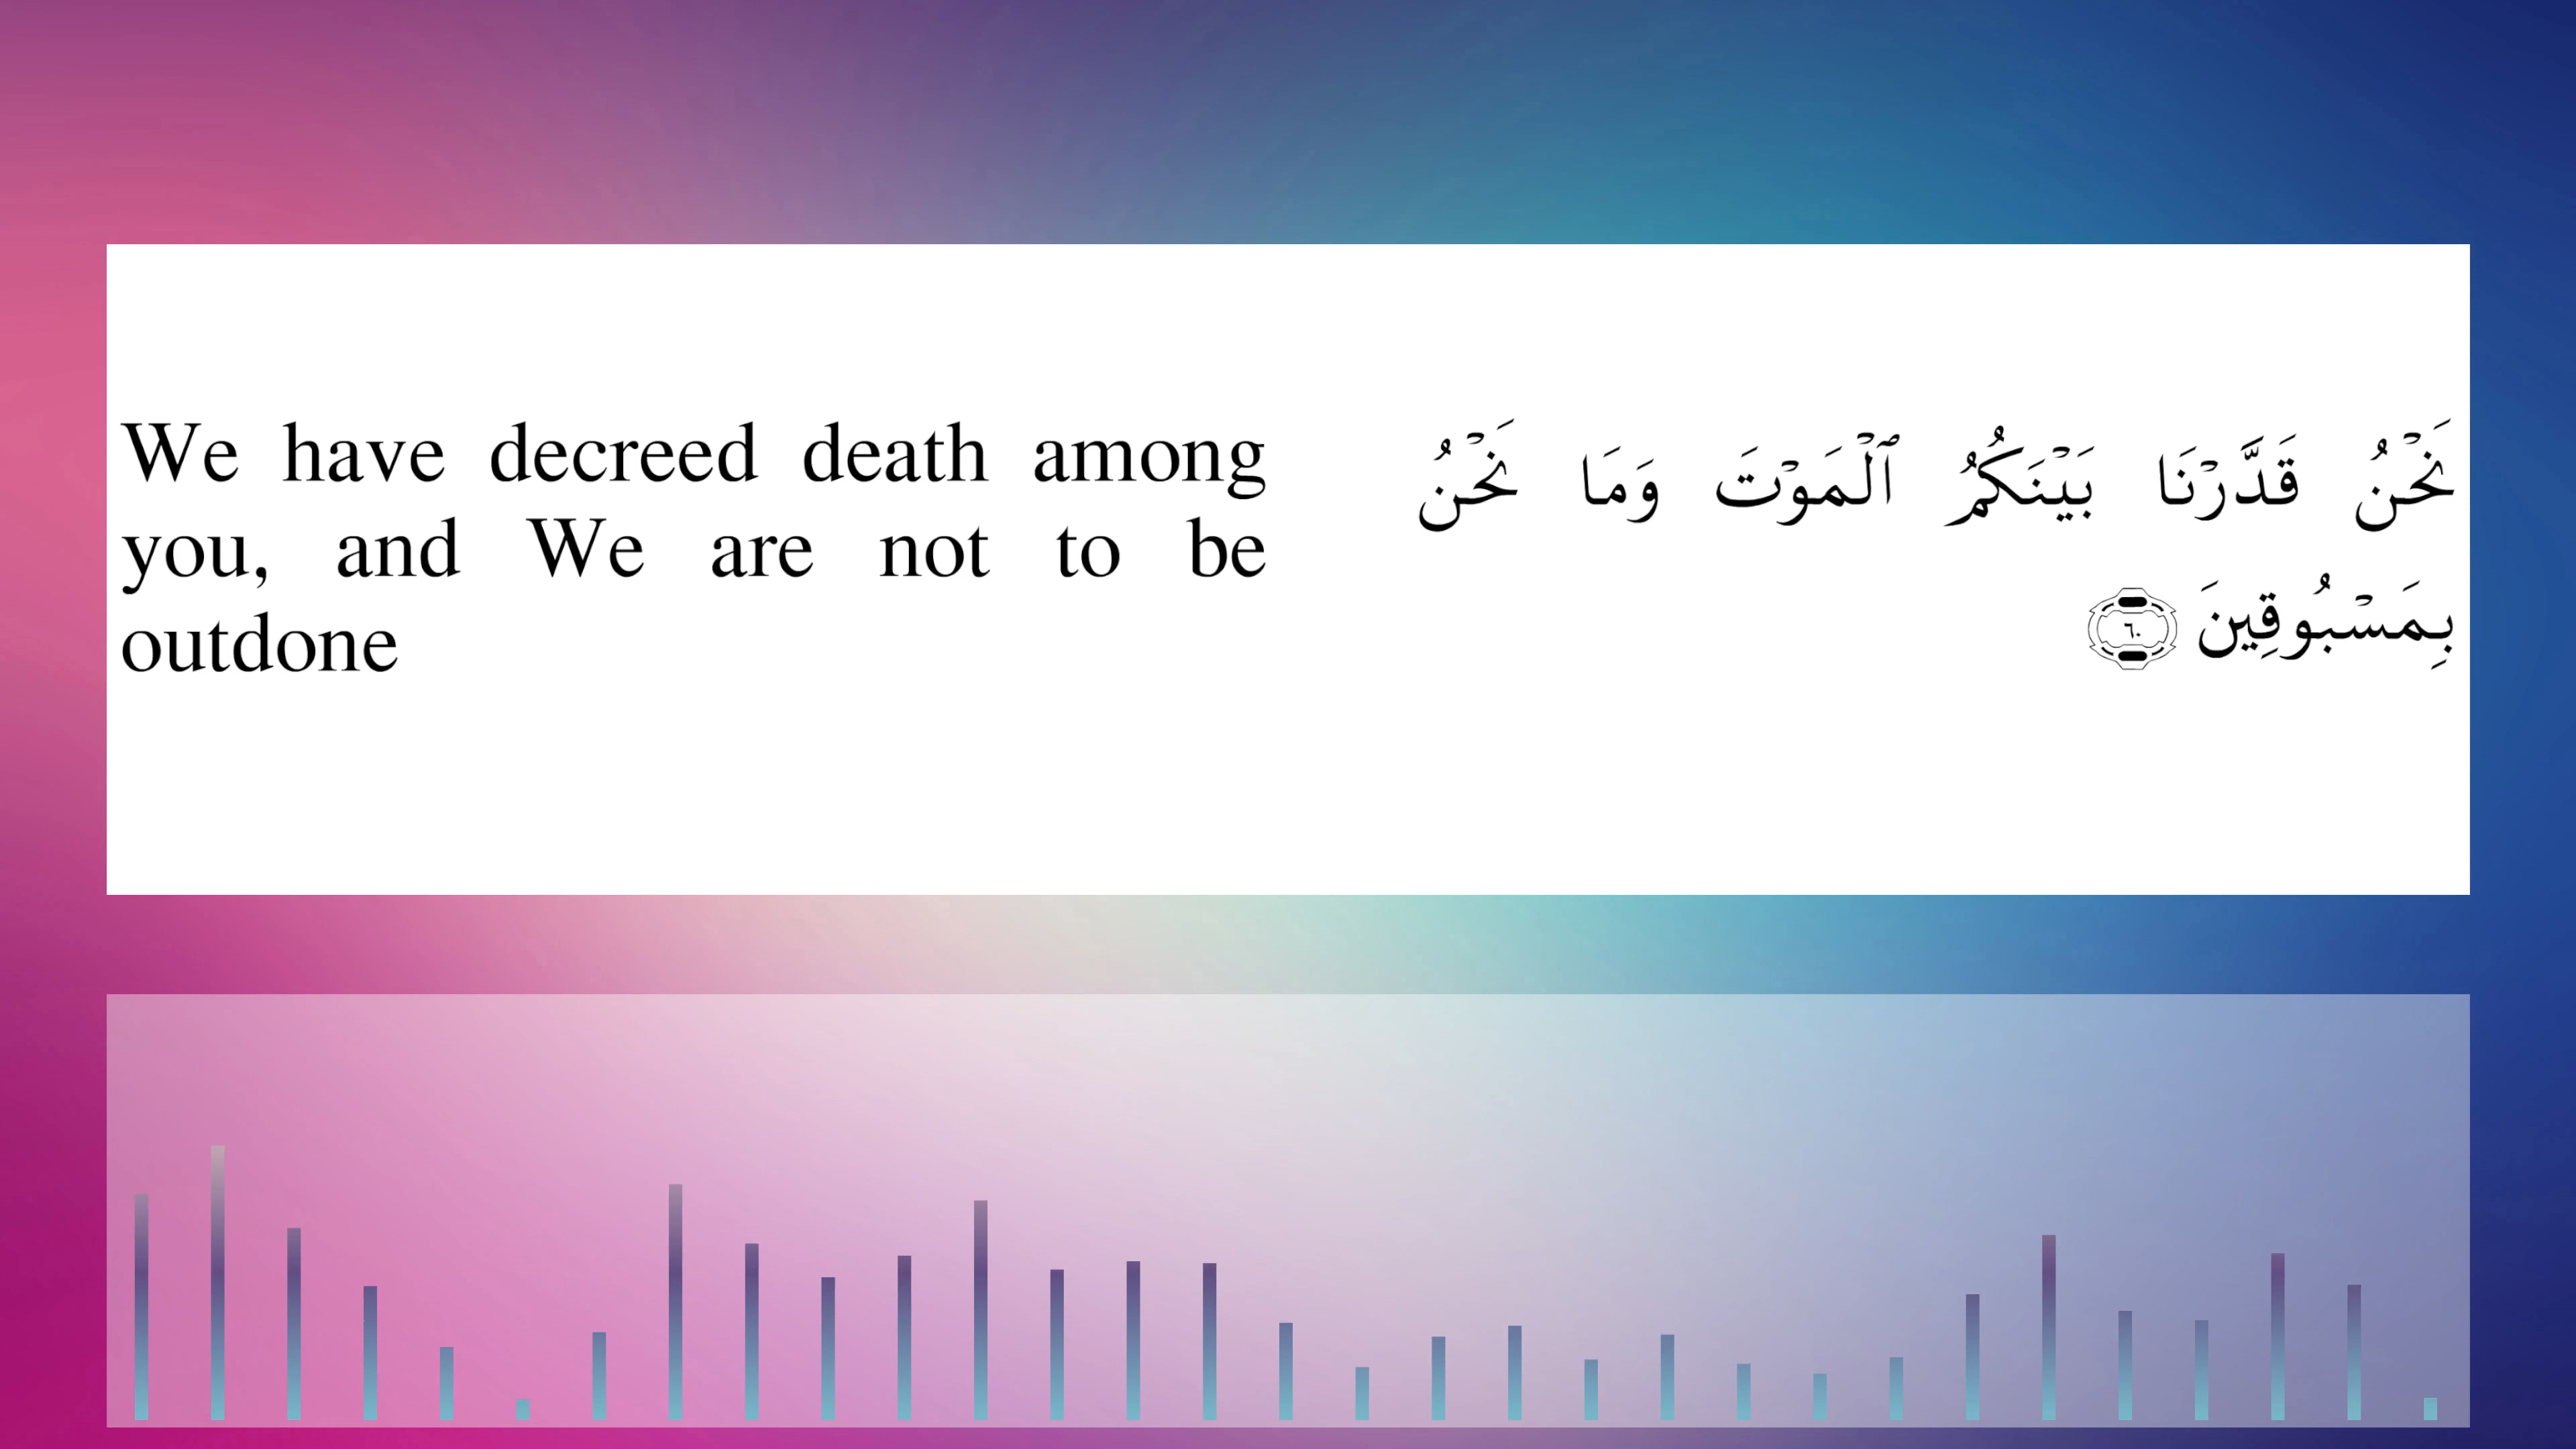 We have decreed death among
you, and We are not to be
outdone
نَحۡنُ قَدَّرۡنَا بَيۡنَكُمُ ٱلۡمَوۡتَ وَمَا نَحۡنُ
بِمَسۡبُوقِينَ ٦٠